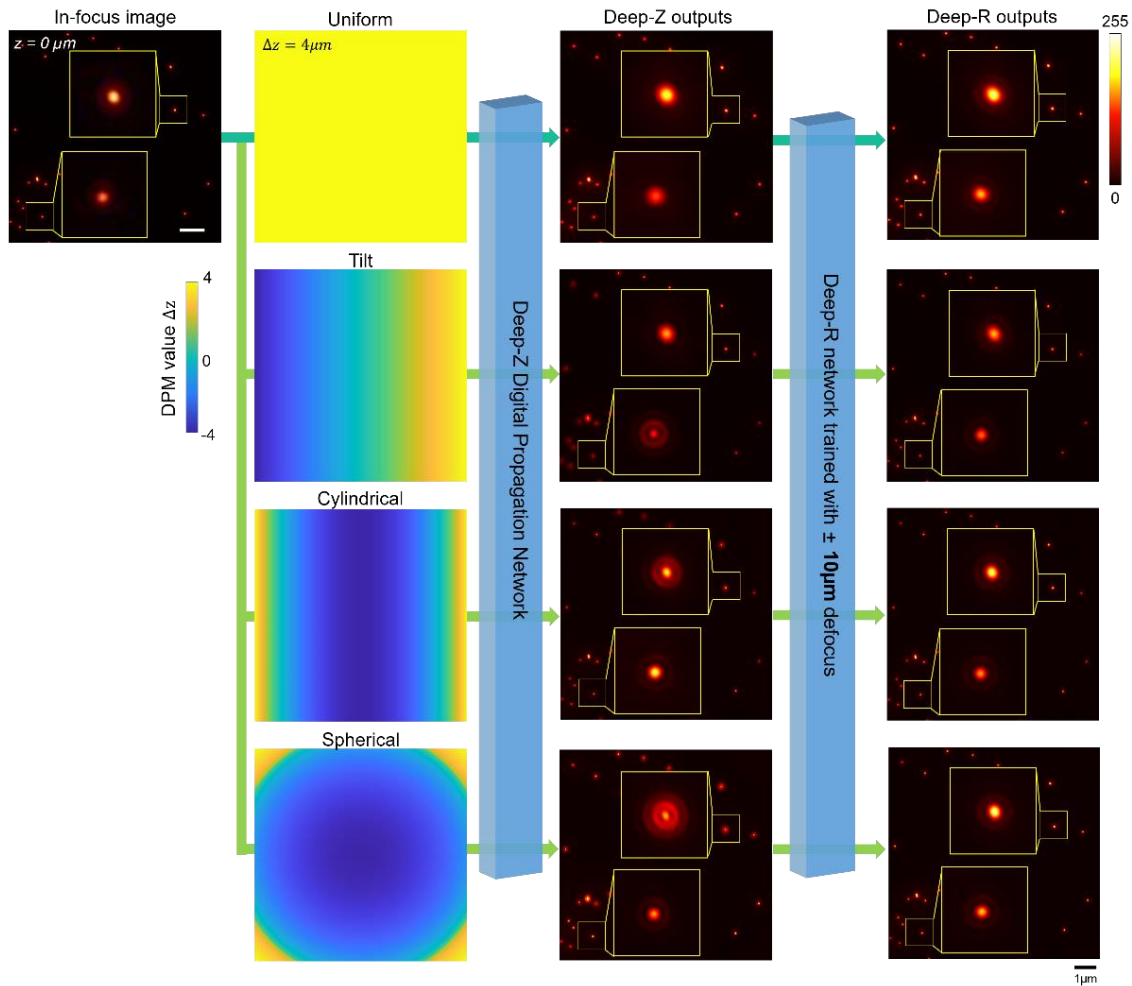 In-focus image
Uniform
Deep-Z outputs
Deep-R outputs
z = 0 μm
Δz = 4μm
255
0
Tilt
DPM value Δz
4
0
-4
Deep-Z Digital Propagation Network
Deep-R network trained with ± 10μm defocus
Cylindrical
Spherical
1μm